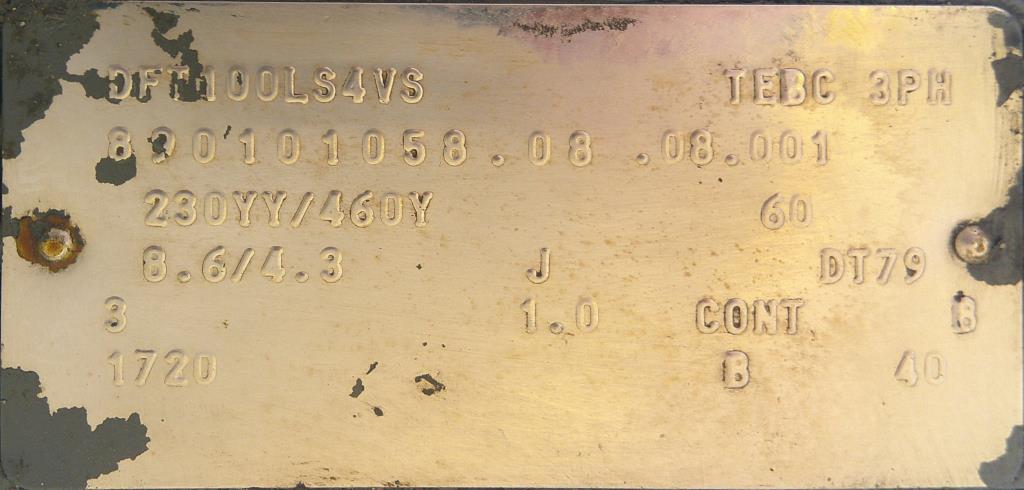 DFT100LS4VS TEBC 3PH
890101058.08 .08.001
230YY/460Y 60
8.6/4.3 J DT79
3 1.0 CONT B
1720 B 40